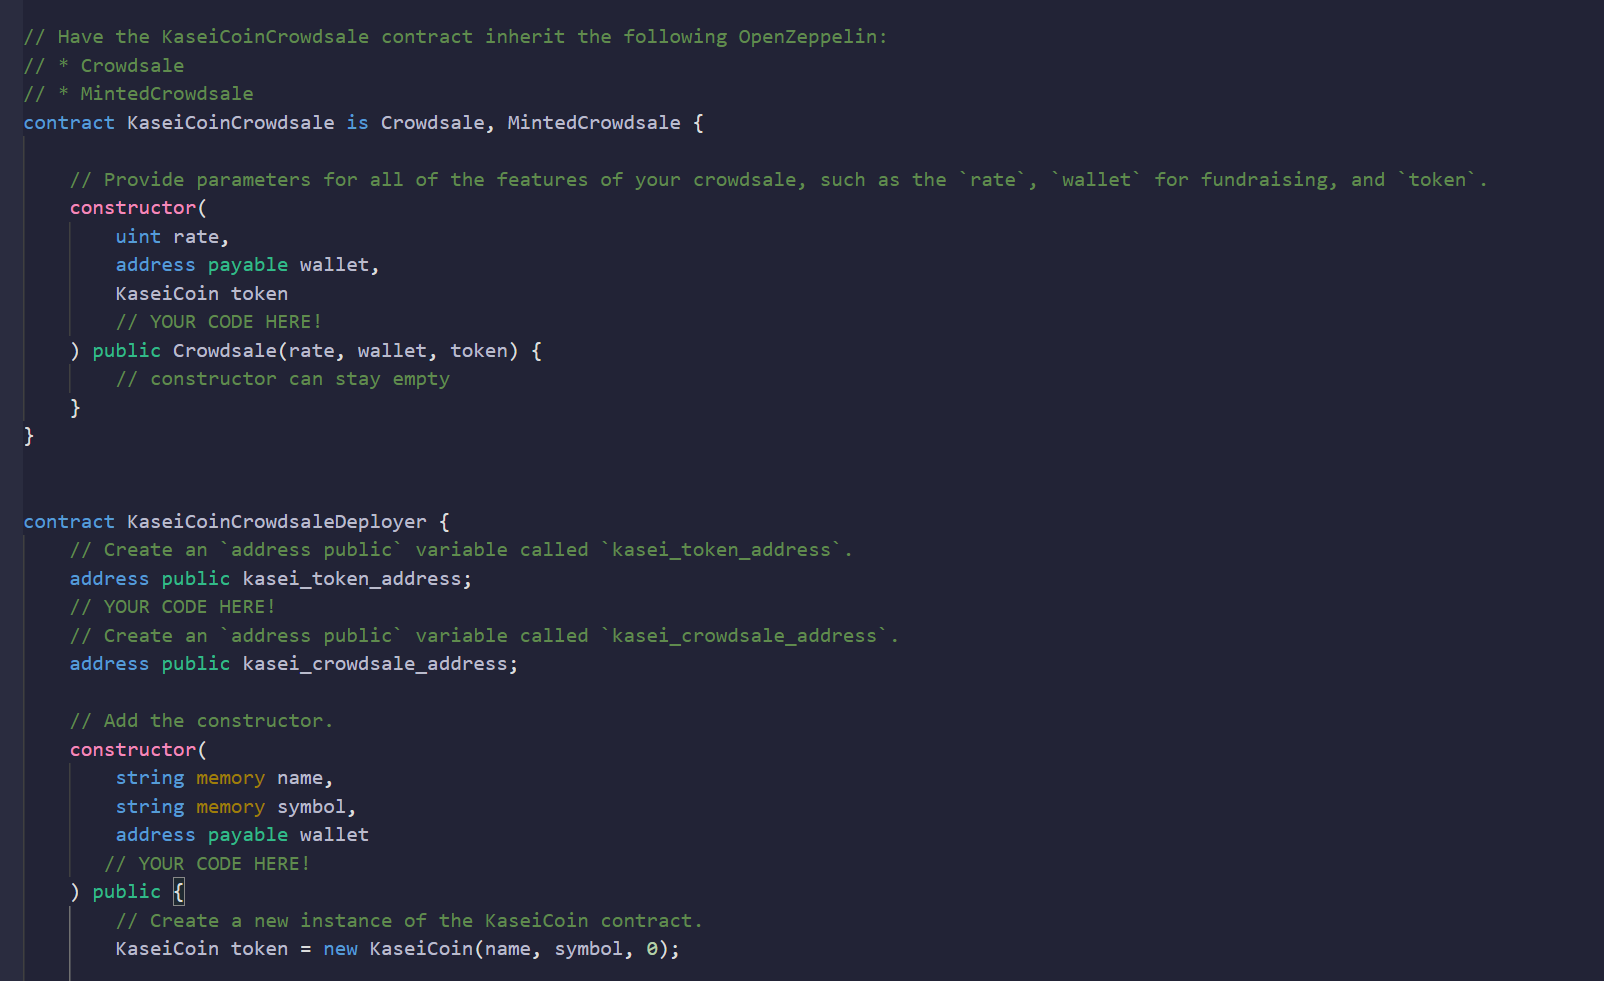 // Have the KaseiCoinCrowdsale contract inherit the following OpenZeppelin:
// * Crowdsale
// * MintedCrowdsale
contract KaseiCoinCrowdsale is Crowdsale, MintedCrowdsale {
// Provide parameters for all of the features of your crowdsale, such as the `rate`, `wallet` for fundraising, and `token`.
constructor(
uint rate,
address payable wallet,
KaseiCoin token
// YOUR CODE HERE!
) public Crowdsale(rate, wallet, token) {
// constructor can stay empty
}
}
contract KaseiCoinCrowdsaleDeployer {
// Create an `address public` variable called `kasei_token_address`.
address public kasei_token_address;
// YOUR CODE HERE!
// Create an `address public` variable called `kasei_crowdsale_address`.
address public kasei_crowdsale_address;
// Add the constructor.
constructor(
string memory name,
string memory symbol,
address payable wallet
// YOUR CODE HERE!
) public {
// Create a new instance of the KaseiCoin contract.
KaseiCoin token = new KaseiCoin(name, symbol, 0);